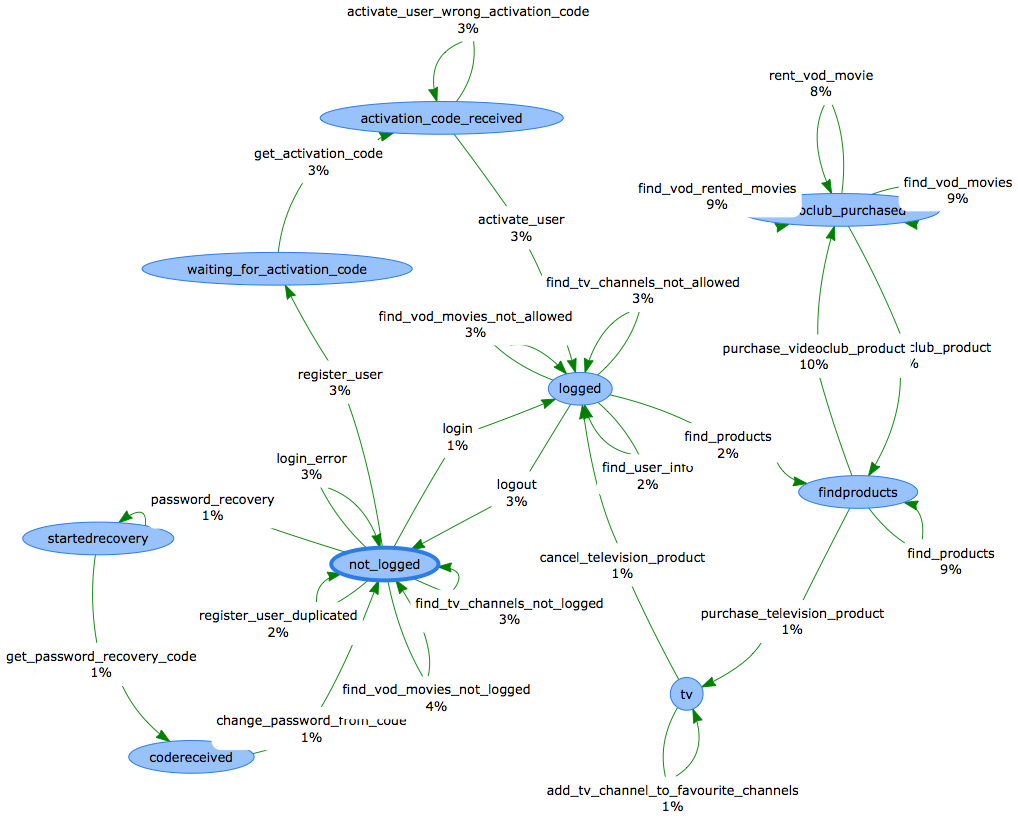 activate_user_wrong_activation_code
3%
rent_vod_movie
8%
activation_code_received
get_activation_code
3%
find_vod_rented_movies
9%
find_vod_movies
9%
oclub_purchased
activate_user
3%
waiting_for_activation_code
find_tv_channels_not_allowed
3%
find_vod_movies_not_allowed
3%
purchase_videoclub_product
10%
club_product
%
register_user
3%
logged
login
1%
find_products
2%
login_error
3%
find_user_info
2%
logout
3%
findproducts
password_recovery
1%
startedrecovery
find_products
9%
not_logged
cancel_television_product
1%
register_user_duplicated
2%
find_tv_channels_not_logged
3%
purchase_television_product
1%
get_password_recovery_code
1%
find_vod_movies_not_logged
4%
tv
change_password_from_code
1%
codereceived
add_tv_channel_to_favourite_channels
1%